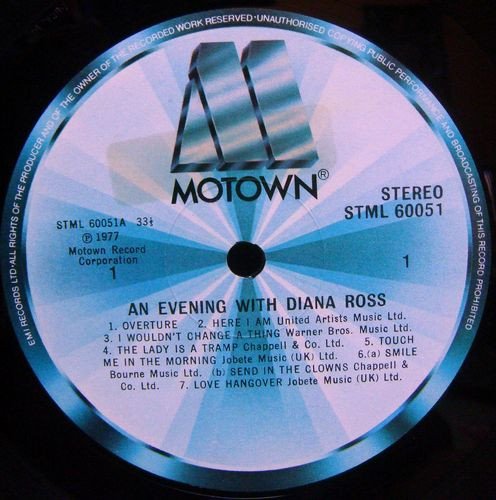 EMI RECORDS LTD·ALL RIGHTS OF THE PRODUCER AND OF THE OWNER OF THE RECORDED WORK RESERVED·UNAUTHORISED COPYING PUBLIC PERFORMANCE AND BROADCASTING OF THIS RECORD PROHIBITED
M
MOTOWN®
STML 60051A 33⅓
℗ 1977
Motown Record
Corporation
1
STEREO
STML 60051
1
AN EVENING WITH DIANA ROSS
1. OVERTURE 2. HERE I AM United Artists Music Ltd.
3. I WOULDN'T CHANGE A THING Warner Bros. Music Ltd.
4. THE LADY IS A TRAMP Chappell & Co. Ltd. 5. TOUCH
ME IN THE MORNING Jobete Music (UK) Ltd. 6.(a) SMILE
Bourne Music Ltd. (b) SEND IN THE CLOWNS Chappell &
Co. Ltd. 7. LOVE HANGOVER Jobete Music (UK) Ltd.